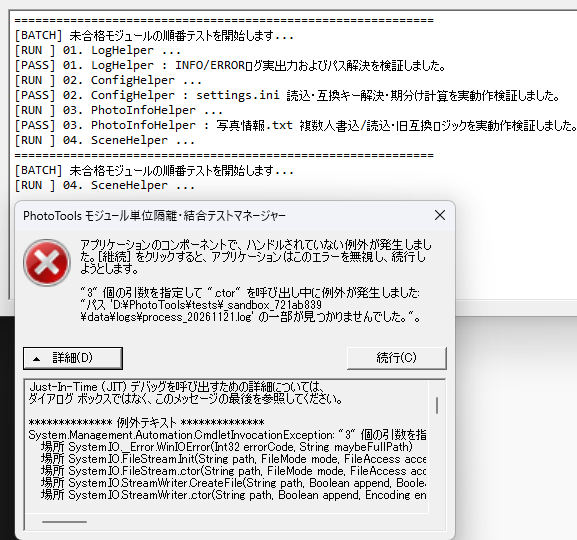 ==========================================================
[BATCH] 未合格モジュールの順番テストを開始します...
[RUN ] 01. LogHelper ...
[PASS] 01. LogHelper : INFO/ERRORログ実出力およびパス解決を検証しました。
[RUN ] 02. ConfigHelper ...
[PASS] 02. ConfigHelper : settings.ini 読込・互換キー解決・期分け計算を実動作検証しました。
[RUN ] 03. PhotoInfoHelper ...
[PASS] 03. PhotoInfoHelper : 写真情報.txt 複数人書込/読込・旧互換ロジックを実動作検証しました。
[RUN ] 04. SceneHelper ...
==========================================================
[BATCH] 未合格モジュールの順番テストを開始します...
[RUN ] 04. SceneHelper ...
PhotoTools モジュール単位隔離・結合テストマネージャー
アプリケーションのコンポーネントで、ハンドルされていない例外が発生しまし
た。[継続] をクリックすると、アプリケーションはこのエラーを無視し、続行し
ようとします。
"3" 個の引数を指定して ".ctor" を呼び出し中に例外が発生しました:
"パス 'D:¥PhotoTools¥tests¥_sandbox_721ab839
¥data¥logs¥process_20261121.log' の一部が見つかりませんでした。"。
詳細(D)
続行(C)
Just-In-Time (JIT) デバッグを呼び出すための詳細については、
ダイアログ ボックスではなく、このメッセージの最後を参照してください。
************** 例外テキスト **************
System.Management.Automation.CmdletInvocationException: "3" 個の引数を指
場所 System.IO.__Error.WinIOError(Int32 errorCode, String maybeFullPath)
場所 System.IO.FileStream.Init(String path, FileMode mode, FileAccess acce
場所 System.IO.FileStream.ctor(String path, FileMode mode, FileAccess acc
場所 System.IO.StreamWriter.CreateFile(String path, Boolean append, Boolea
場所 System.IO.StreamWriter.ctor(String path, Boolean append, Encoding en